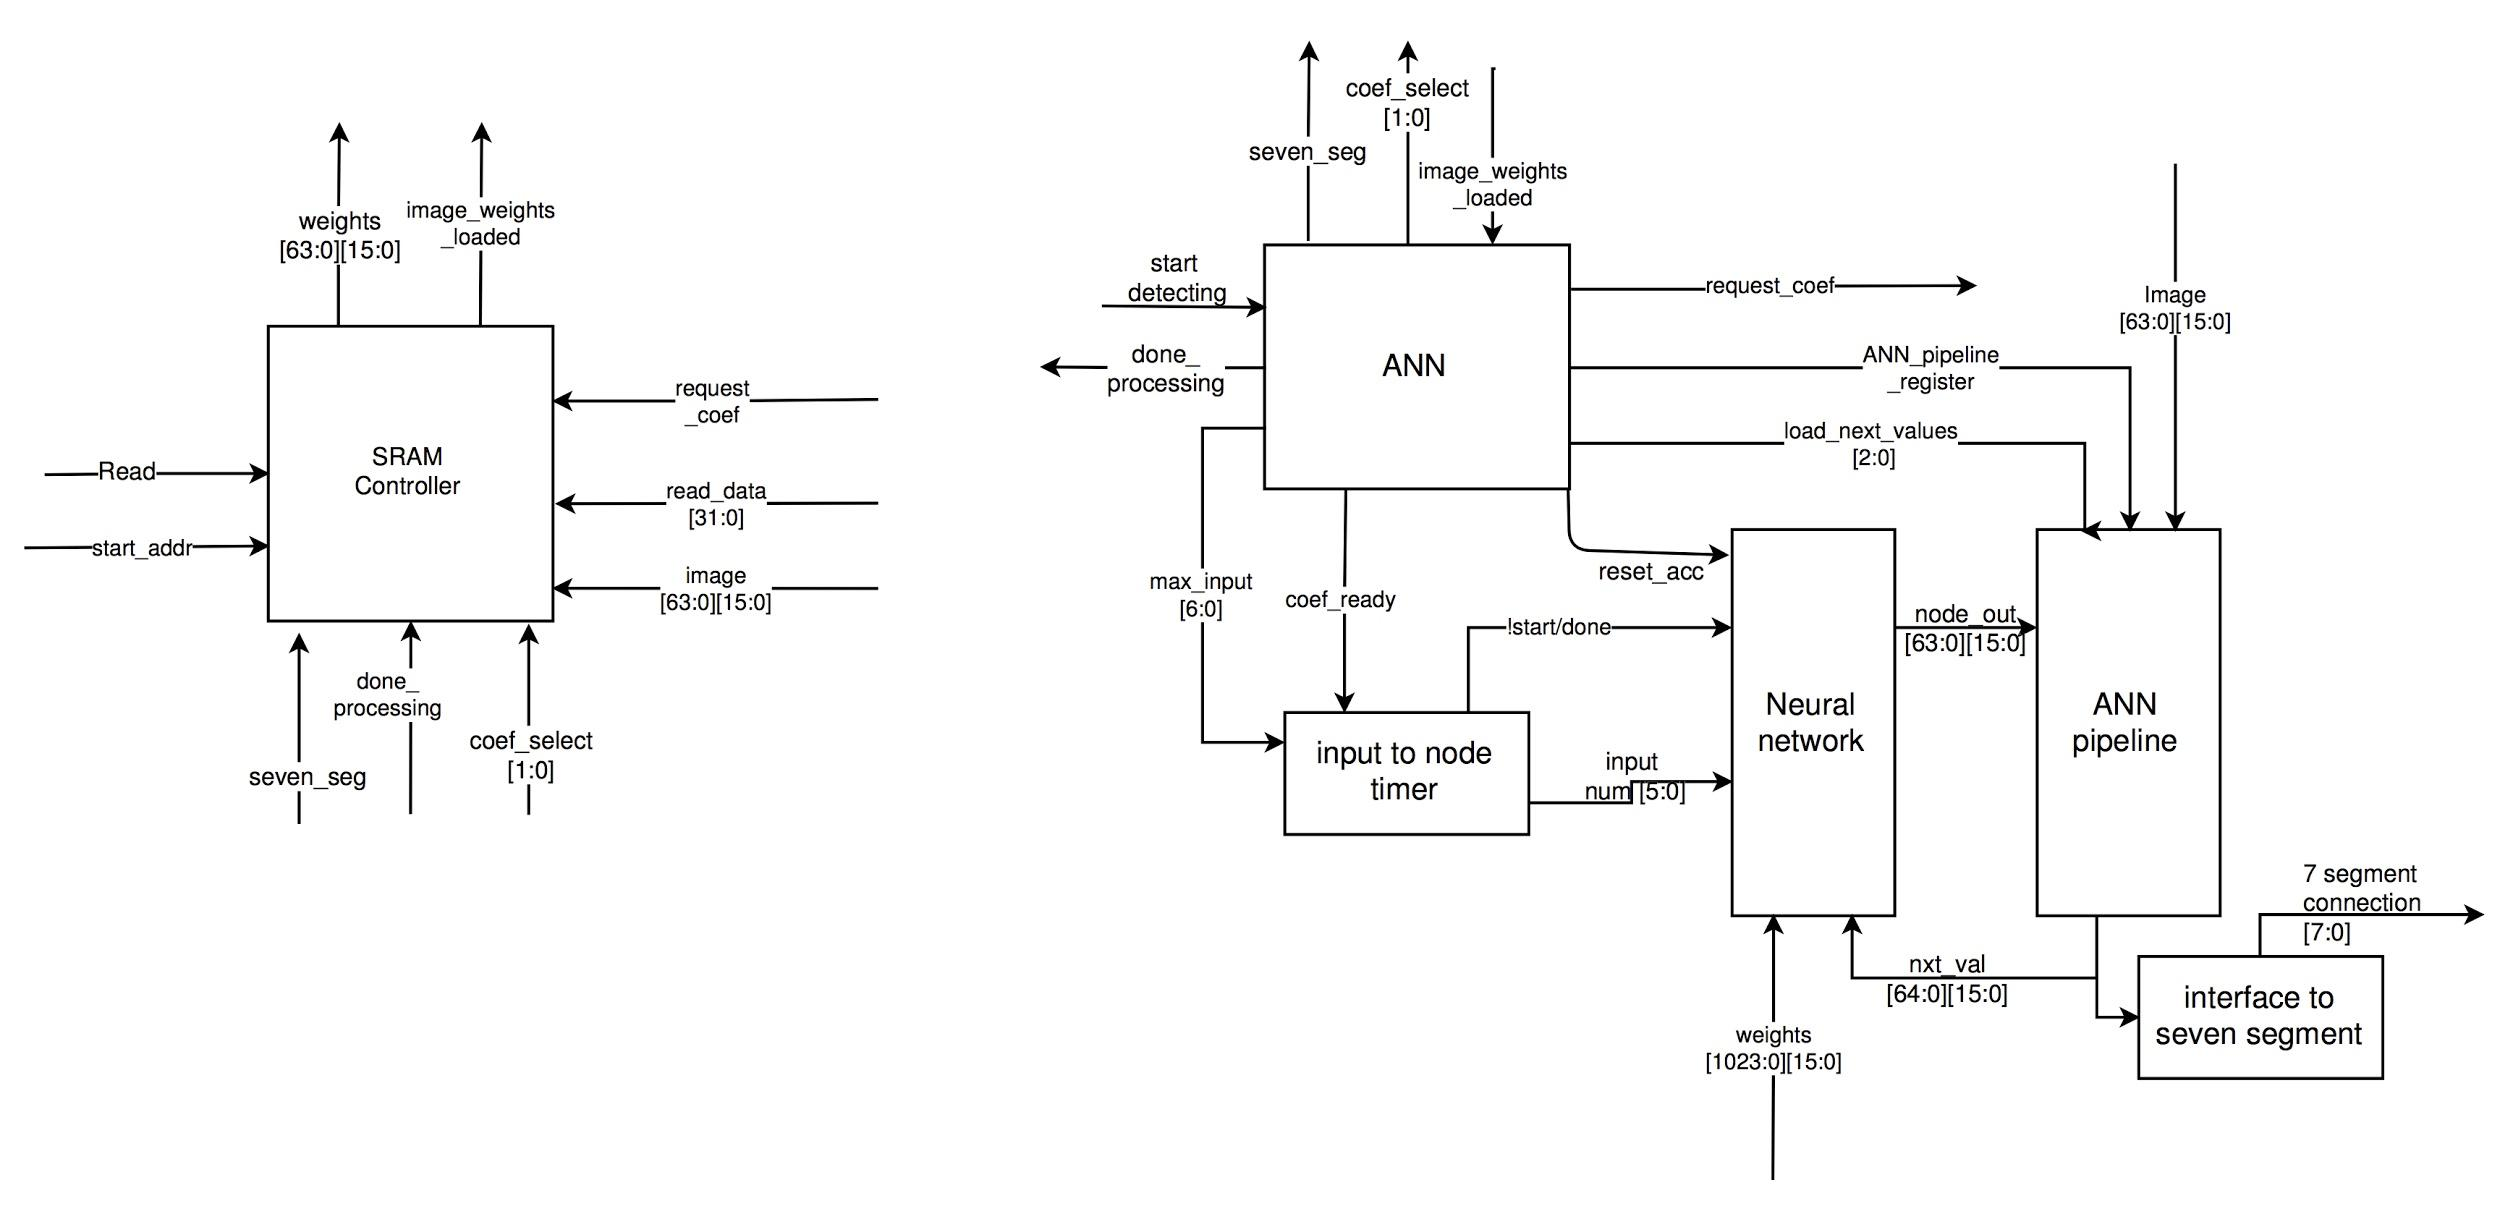 weights
[63:0][15:0]
image_weights
_loaded
request
_coef
SRAM
Controller
Read
read_data
[31:0]
start_addr
image
[63:0][15:0]
done_
processing
coef_select
[1:0]
seven_seg
coef_select
[1:0]
seven_seg
image_weights
_loaded
start
detecting
request_coef
Image
[63:0][15:0]
done_
processing
ANN
ANN_pipeline
_register
load_next_values
[2:0]
max_input
[6:0]
coef_ready
reset_acc
!start/done
node_out
[63:0][15:0]
input to node
timer
input
num [5:0]
Neural
network
ANN
pipeline
7 segment
connection
[7:0]
nxt_val
[64:0][15:0]
interface to
seven segment
weights
[1023:0][15:0]